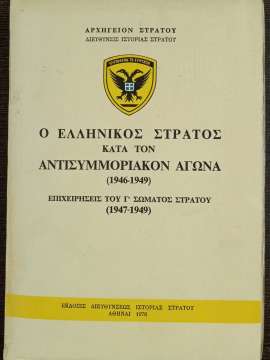 ΑΡΧΗΓΕΙΟΝ ΣΤΡΑΤΟΥ
ΔΙΕΥΘΥΝΣΙΣ ΙΣΤΟΡΙΑΣ ΣΤΡΑΤΟΥ
Ο ΕΛΛΗΝΙΚΟΣ ΣΤΡΑΤΟΣ
ΚΑΤΑ ΤΟΝ
ΑΝΤΙΣΥΜΜΟΡΙΑΚΟΝ ΑΓΩΝΑ
(1946-1949)
ΕΠΙΧΕΙΡΗΣΕΙΣ ΤΟΥ Γ' ΣΩΜΑΤΟΣ ΣΤΡΑΤΟΥ
(1947-1949)
ΕΚΔΟΣΙΣ ΔΙΕΥΘΥΝΣΕΩΣ ΙΣΤΟΡΙΑΣ ΣΤΡΑΤΟΥ
ΑΘΗΝΑΙ 1976